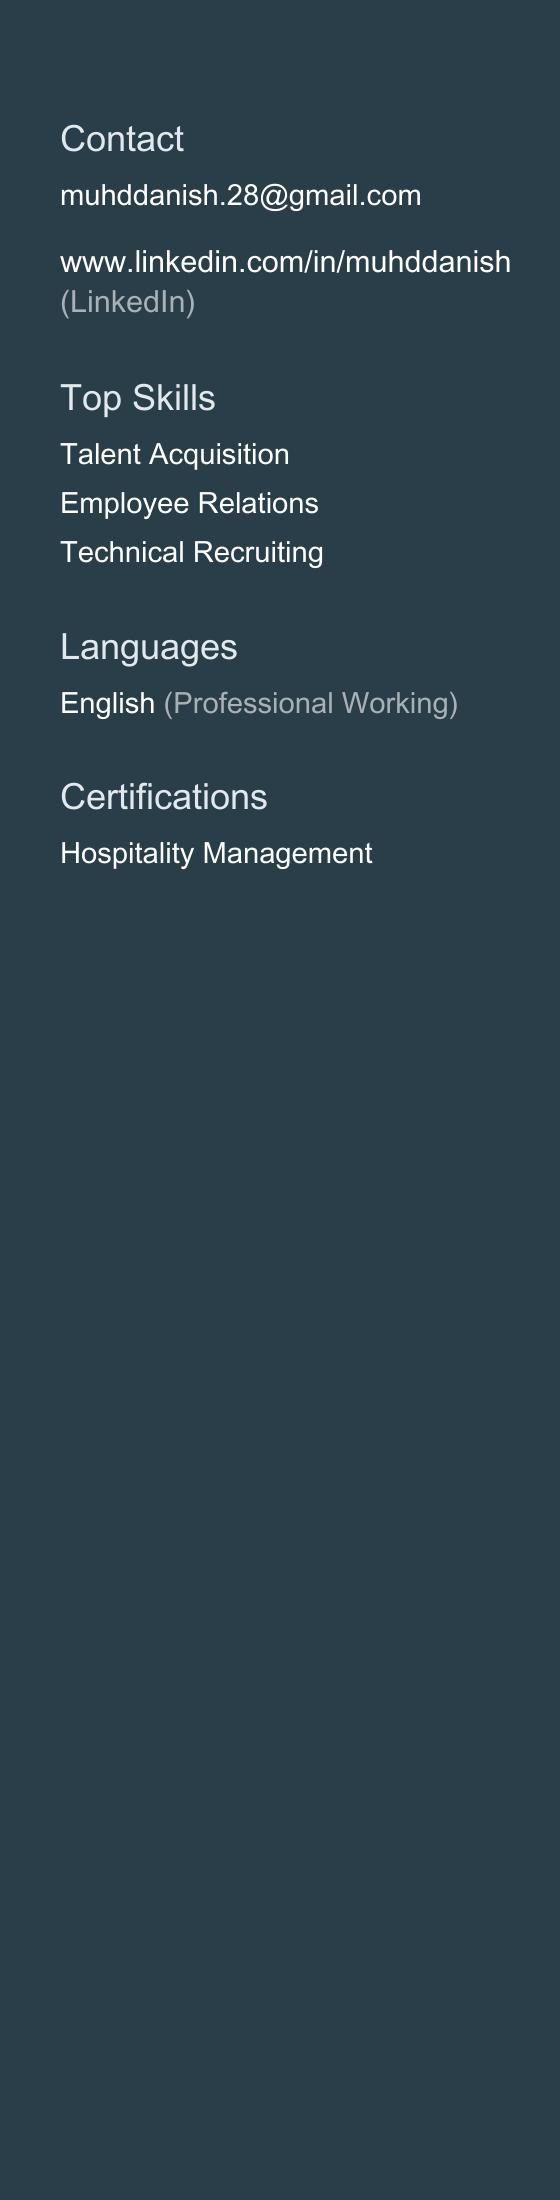 Contact
muhddanish.28@gmail.com
www.linkedin.com/in/muhddanish
(LinkedIn)
Top Skills
Talent Acquisition
Employee Relations
Technical Recruiting
Languages
English (Professional Working)
Certifications
Hospitality Management